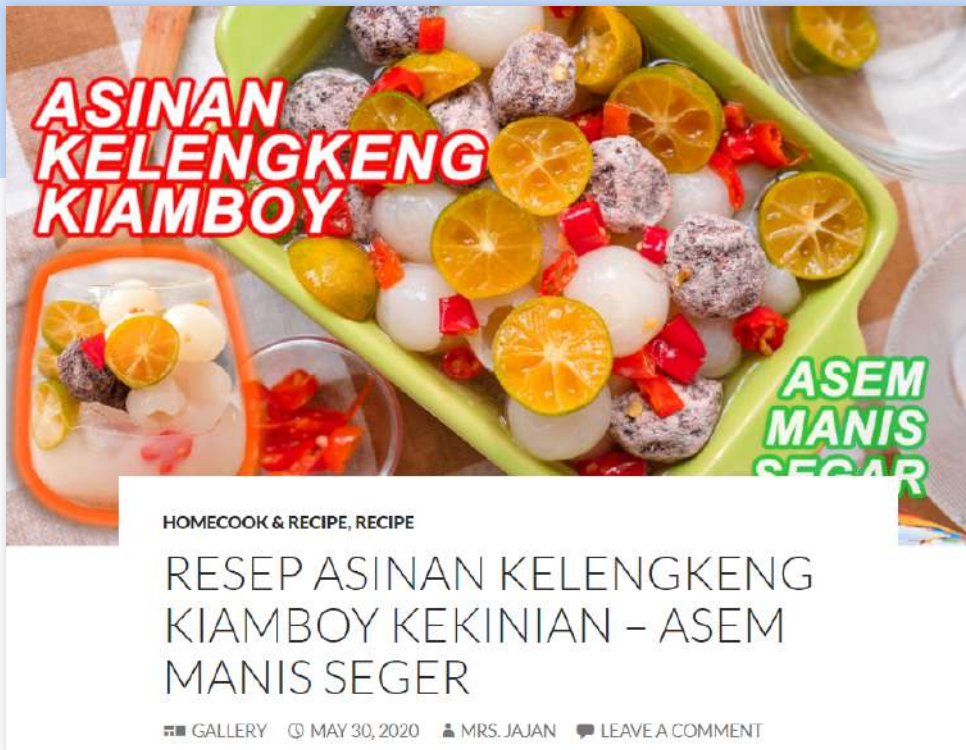 ASINAN
KELENGKENG
KIAMBOY
ASEM
MANIS
SEGAR
HOMECOOK & RECIPE, RECIPE
RESEP ASINAN KELENGKENG
KIAMBOY KEKINIAN – ASEM
MANIS SEGER
GALLERY MAY 30, 2020 MRS. JAJAN LEAVE A COMMENT